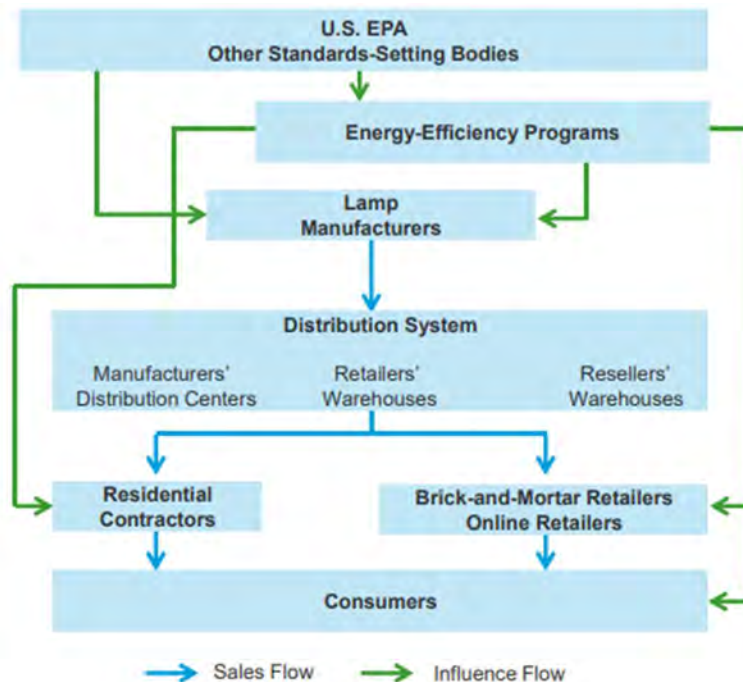 U.S. EPA
Other Standards-Setting Bodies
Energy-Efficiency Programs
Lamp
Manufacturers
Distribution System
Manufacturers'
Distribution Centers
Retailers'
Warehouses
Resellers'
Warehouses
Residential
Contractors
Brick-and-Mortar Retailers
Online Retailers
Consumers
Sales Flow
Influence Flow